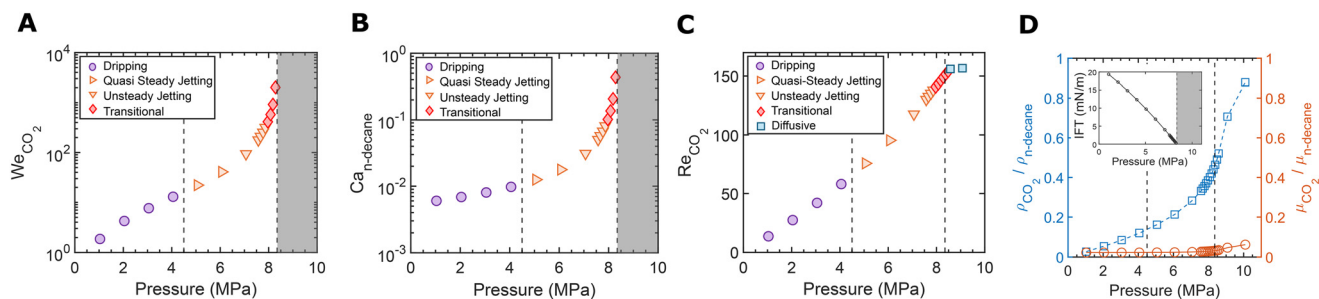 A
We_CO2
10^4
10^2
10^0
Dripping
Quasi Steady Jetting
Unsteady Jetting
Transitional
0 2 4 6 8 10
Pressure (MPa)
B
Ca_n-decane
10^0
10^-1
10^-2
10^-3
Dripping
Quasi Steady Jetting
Unsteady Jetting
Transitional
0 2 4 6 8 10
Pressure (MPa)
C
Re_CO2
150
100
50
0
Dripping
Quasi-Steady Jetting
Unsteady Jetting
Transitional
Diffusive
0 2 4 6 8 10
Pressure (MPa)
D
ρ_CO2 / ρ_n-decane
1
0.8
0.6
0.4
0.2
0
IFT (mN/m)
20
15
10
5
0
0 5 10
Pressure (MPa)
1
0.8
0.6
0.4
0.2
0
μ_CO2 / μ_n-decane
0 2 4 6 8 10
Pressure (MPa)